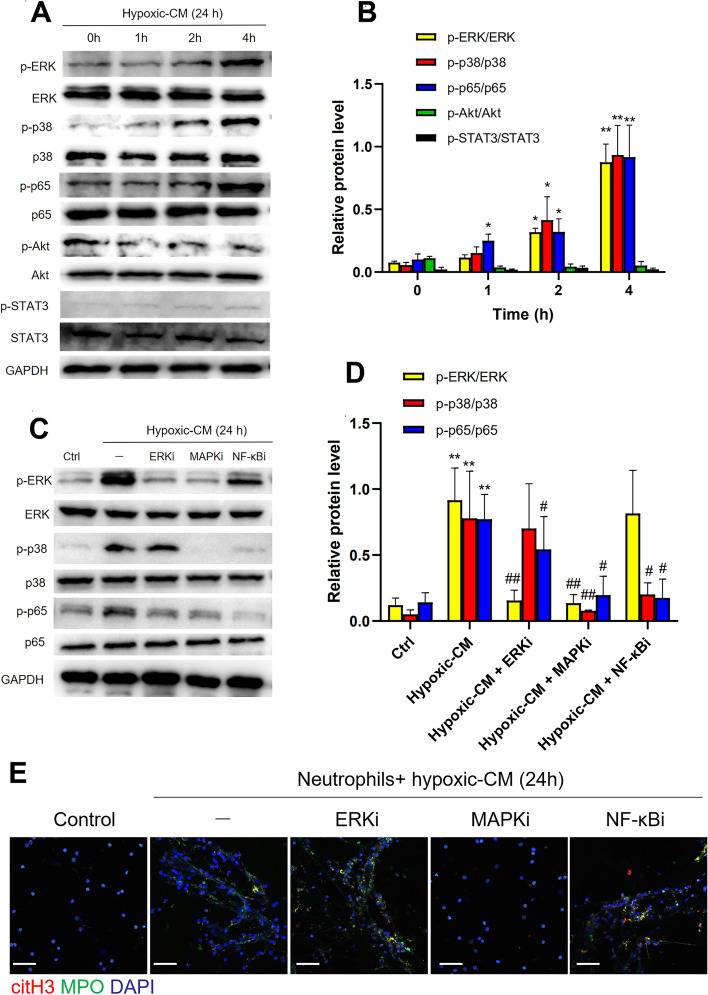 A
Hypoxic-CM (24 h)
0h 1h 2h 4h
p-ERK
ERK
p-p38
p38
p-p65
p65
p-Akt
Akt
p-STAT3
STAT3
GAPDH
B
p-ERK/ERK
p-p38/p38
p-p65/p65
p-Akt/Akt
p-STAT3/STAT3
Relative protein level
1.5
1.0
0.5
0.0
* * * * ** ** **
0 1 2 4
Time (h)
C
Hypoxic-CM (24 h)
Ctrl — ERKi MAPKi NF-κBi
p-ERK
ERK
p-p38
p38
p-p65
p65
GAPDH
D
p-ERK/ERK
p-p38/p38
p-p65/p65
Relative protein level
1.5
1.0
0.5
0.0
** ** ** ## # ## ## # # #
Ctrl
Hypoxic-CM
Hypoxic-CM + ERKi
Hypoxic-CM + MAPKi
Hypoxic-CM + NF-κBi
E
Neutrophils+ hypoxic-CM (24h)
Control — ERKi MAPKi NF-κBi
citH3 MPO DAPI